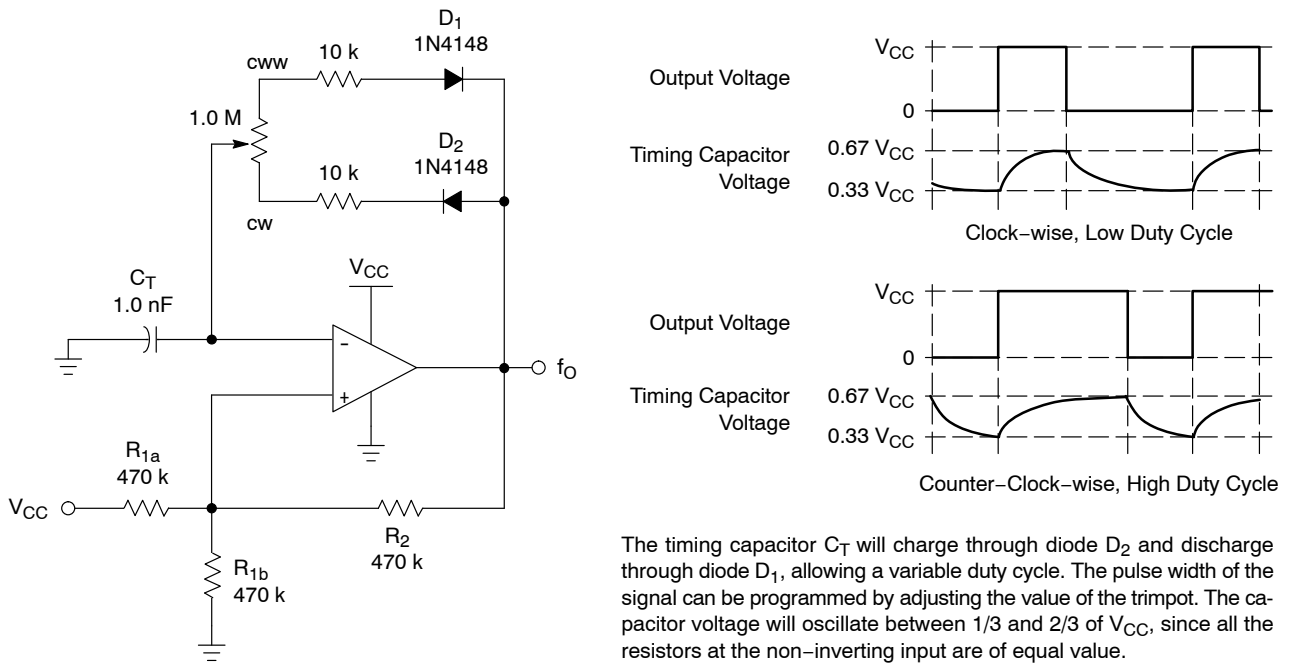 D1
1N4148
10 k
cww
1.0 M
D2
1N4148
10 k
cw
CT
1.0 nF
VCC
-
+
fO
R1a
470 k
VCC
R2
470 k
R1b
470 k
Output Voltage
VCC
0
Timing Capacitor
Voltage
0.67 VCC
0.33 VCC
Clock−wise, Low Duty Cycle
Output Voltage
VCC
0
Timing Capacitor
Voltage
0.67 VCC
0.33 VCC
Counter−Clock−wise, High Duty Cycle
The timing capacitor CT will charge through diode D2 and discharge
through diode D1, allowing a variable duty cycle. The pulse width of the
signal can be programmed by adjusting the value of the trimpot. The ca-
pacitor voltage will oscillate between 1/3 and 2/3 of VCC, since all the
resistors at the non−inverting input are of equal value.